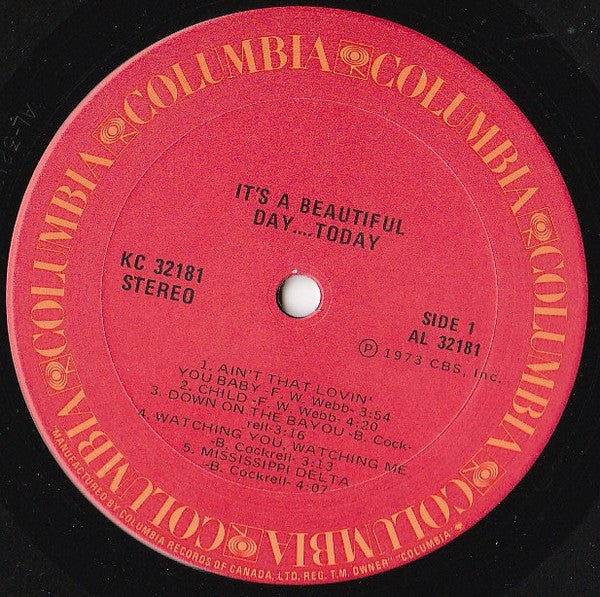 COLUMBIA COLUMBIA COLUMBIA COLUMBIA COLUMBIA COLUMBIA
IT'S A BEAUTIFUL
DAY....TODAY
KC 32181
STEREO
SIDE 1
AL 32181
Ⓟ 1973 CBS, Inc.
1. AIN'T THAT LOVIN'
YOU BABY -F. W. Webb- 3:54
2. CHILD -F. W. Webb- 4:20
3. DOWN ON THE BAYOU -B. Cock-
rell-3:16
4. WATCHING YOU, WATCHING ME
-B. Cockrell- 3:13
5. MISSISSIPPI DELTA
-B. Cockrell- 4:07
MANUFACTURED BY COLUMBIA RECORDS OF CANADA, LTD. REG. T.M. OWNER "COLUMBIA"